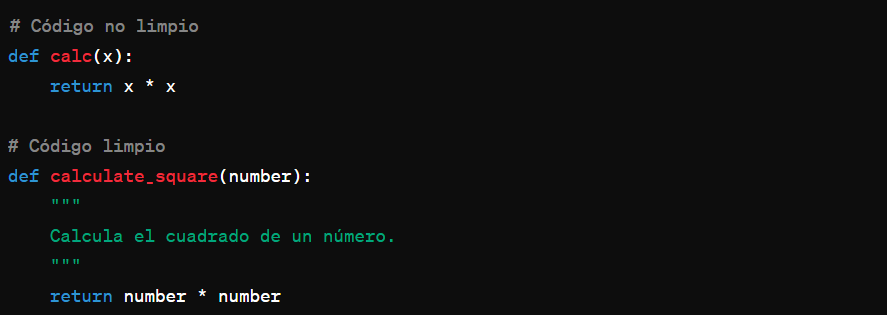 # Código no limpio
def calc(x):
    return x * x

# Código limpio
def calculate_square(number):
    """
    Calcula el cuadrado de un número.
    """
    return number * number